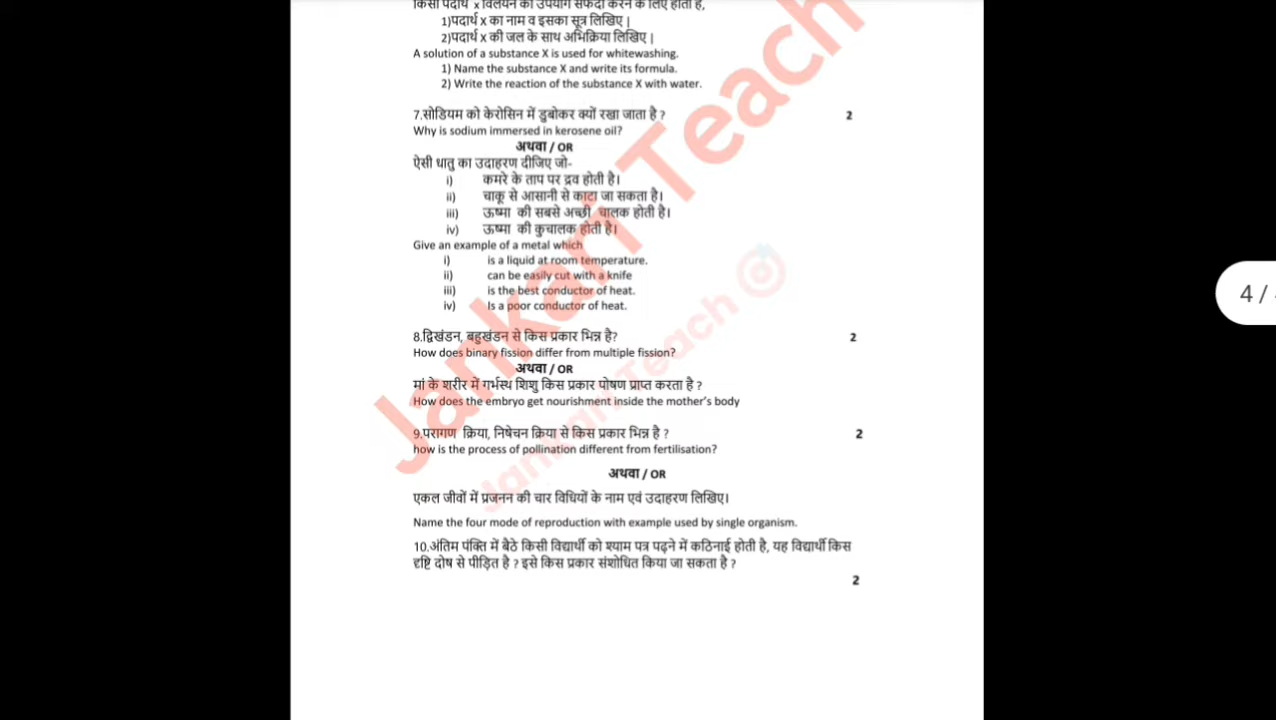 किसी पदार्थ x विलयन का उपयोग सफेदी करने के लिए होता है,
1)पदार्थ x का नाम व इसका सूत्र लिखिए |
2)पदार्थ x की जल के साथ अभिक्रिया लिखिए |
A solution of a substance X is used for whitewashing.
1) Name the substance X and write its formula.
2) Write the reaction of the substance X with water.
7.सोडियम को केरोसिन में डुबोकर क्यों रखा जाता है ? 2
Why is sodium immersed in kerosene oil?
अथवा / OR
ऐसी धातु का उदाहरण दीजिए जो-
i) कमरे के ताप पर द्रव होती है।
ii) चाकू से आसानी से काटा जा सकता है।
iii) ऊष्मा की सबसे अच्छी चालक होती है।
iv) ऊष्मा की कुचालक होती है।
Give an example of a metal which
i) is a liquid at room temperature.
ii) can be easily cut with a knife
iii) is the best conductor of heat.
iv) Is a poor conductor of heat.
4 /
8.द्विखंडन, बहुखंडन से किस प्रकार भिन्न है? 2
How does binary fission differ from multiple fission?
अथवा / OR
मां के शरीर में गर्भस्थ शिशु किस प्रकार पोषण प्राप्त करता है ?
How does the embryo get nourishment inside the mother's body
9.परागण क्रिया, निषेचन क्रिया से किस प्रकार भिन्न है ? 2
how is the process of pollination different from fertilisation?
अथवा / OR
एकल जीवों में प्रजनन की चार विधियों के नाम एवं उदाहरण लिखिए।
Name the four mode of reproduction with example used by single organism.
10.अंतिम पंक्ति में बैठे किसी विद्यार्थी को श्याम पत्र पढ़ने में कठिनाई होती है, यह विद्यार्थी किस
दृष्टि दोष से पीड़ित है ? इसे किस प्रकार संशोधित किया जा सकता है ?
2
Jankari Teach
Jankari Teach